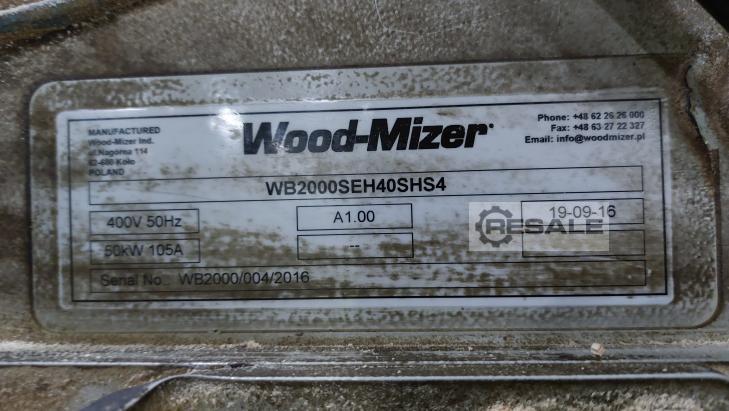 MANUFACTURED
Wood-Mizer Ind.
ul.Nagórna 114
62-600 Koło
POLAND
Wood-Mizer
Phone: +48 62 26 26 000
Fax: +48 63 27 22 327
Email: info@woodmizer.pl
WB2000SEH40SHS4
400V 50Hz
A1.00
19-09-16
50kW 105A
--
RESALE
Serial No.: WB2000/004/2016